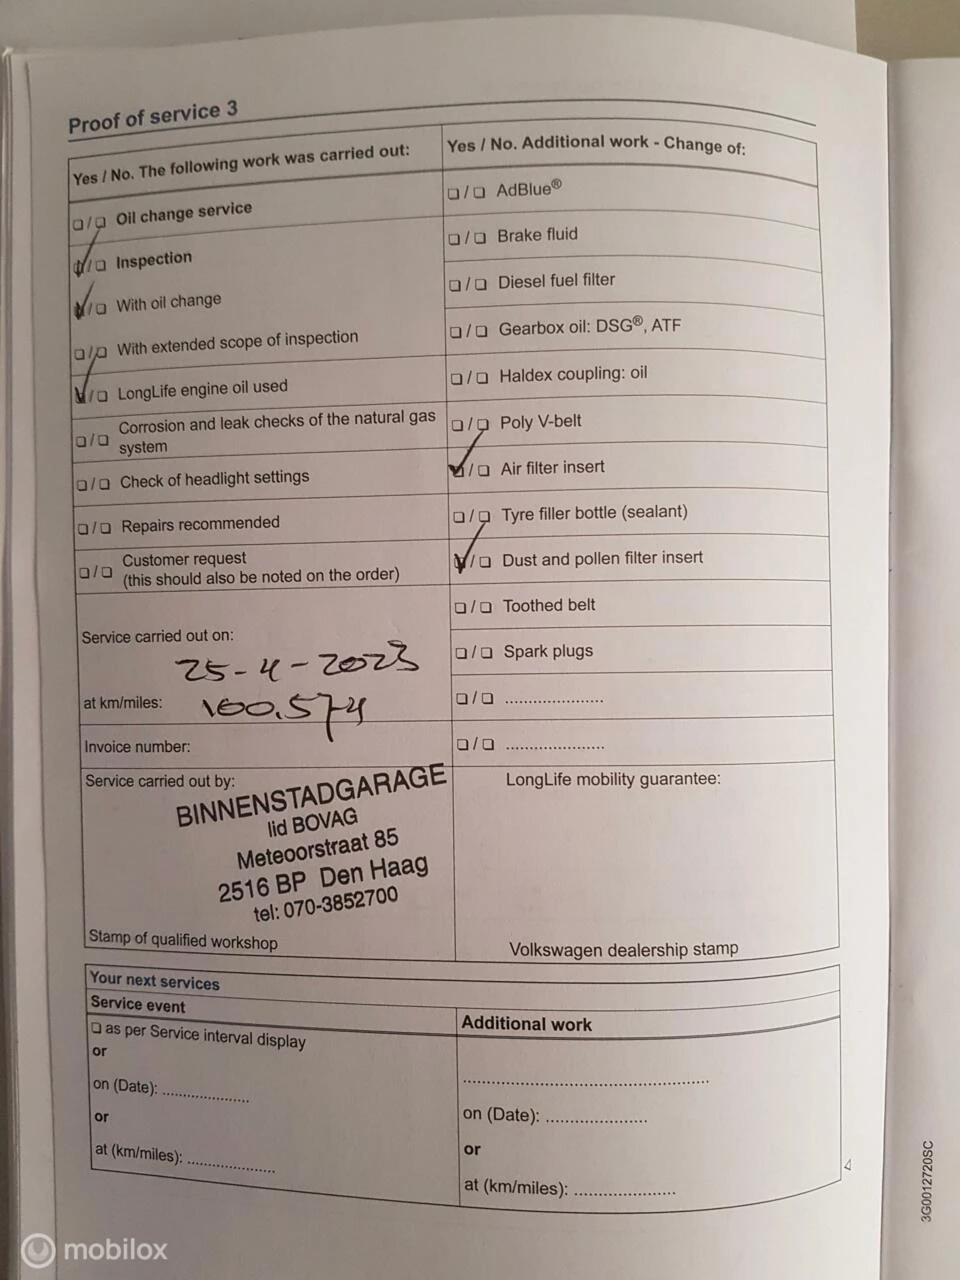 Proof of service 3
Yes / No. The following work was carried out:
❑ / ❑ Oil change service
❑ / ❑ Inspection
❑ / ❑ With oil change
❑ / ❑ With extended scope of inspection
❑ / ❑ LongLife engine oil used
❑ / ❑ Corrosion and leak checks of the natural gas
system
❑ / ❑ Check of headlight settings
❑ / ❑ Repairs recommended
❑ / ❑ Customer request
(this should also be noted on the order)
Service carried out on:
25-4-2023
at km/miles: 100.574
Invoice number:
Service carried out by:
BINNENSTADGARAGE
lid BOVAG
Meteoorstraat 85
2516 BP Den Haag
tel: 070-3852700
Stamp of qualified workshop
Yes / No. Additional work - Change of:
❑ / ❑ AdBlue®
❑ / ❑ Brake fluid
❑ / ❑ Diesel fuel filter
❑ / ❑ Gearbox oil: DSG®, ATF
❑ / ❑ Haldex coupling: oil
❑ / ❑ Poly V-belt
❑ / ❑ Air filter insert
❑ / ❑ Tyre filler bottle (sealant)
❑ / ❑ Dust and pollen filter insert
❑ / ❑ Toothed belt
❑ / ❑ Spark plugs
❑ / ❑ .....................
❑ / ❑ .....................
LongLife mobility guarantee:
Volkswagen dealership stamp
Your next services
Service event
❑ as per Service interval display
or
on (Date): ..................
or
at (km/miles): ..................
Additional work
..................................................
on (Date): .....................
or
at (km/miles): .....................
3G0012720SC
mobilox